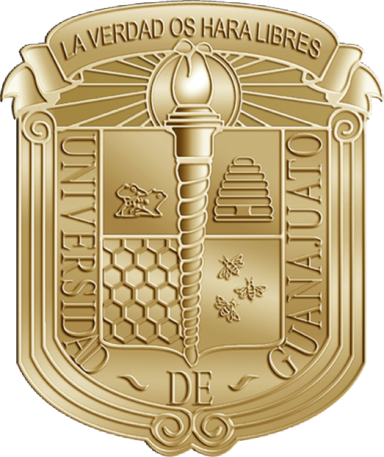 LA VERDAD OS HARA LIBRES
UNIVERSIDAD
DE
GUANAJUATO